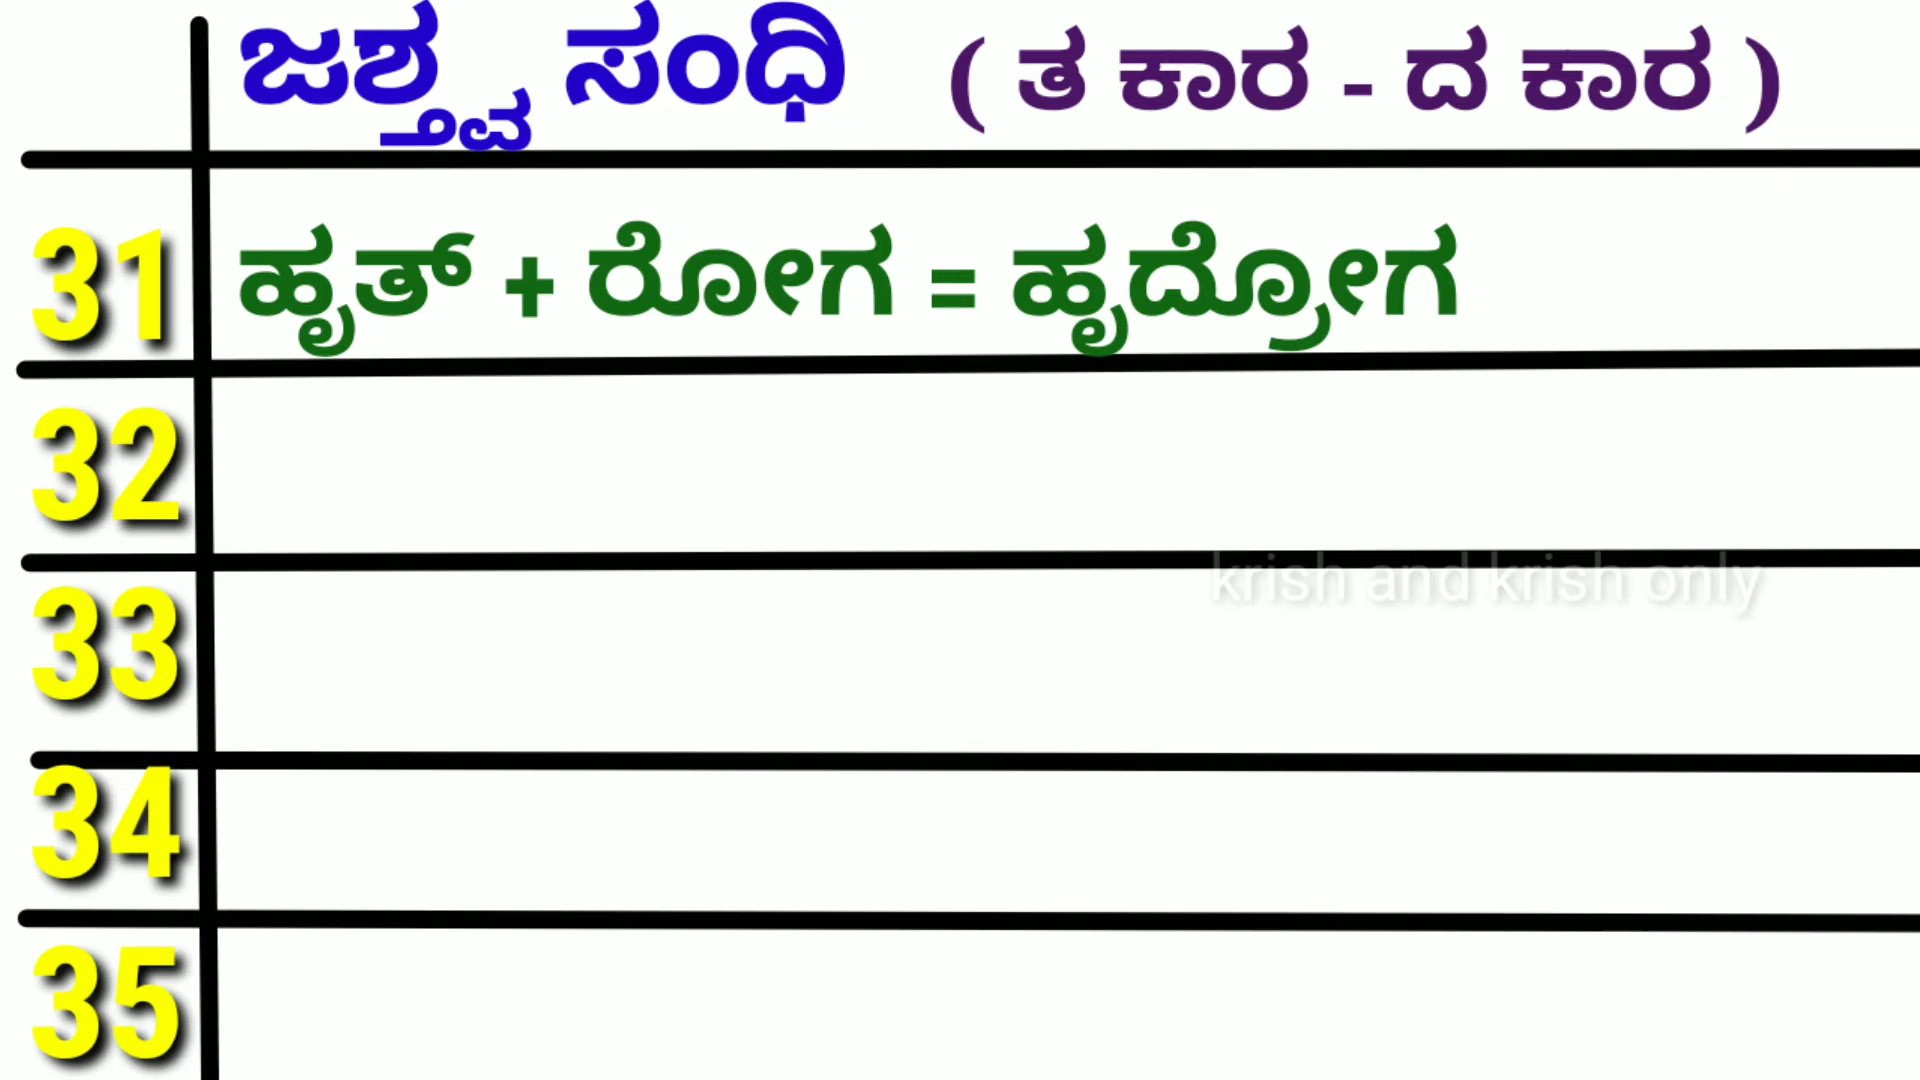 ಜಶ್ತ್ವ ಸಂಧಿ ( ತ ಕಾರ - ದ ಕಾರ )
31 ಹೃತ್ + ರೋಗ = ಹೃದ್ರೋಗ
32
krish and krish only
33
34
35